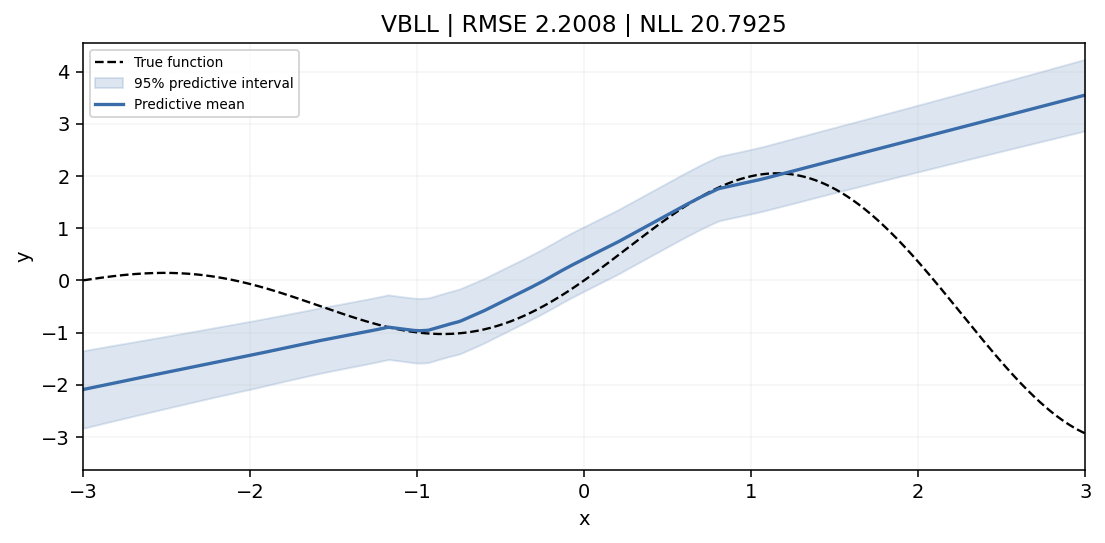 VBLL | RMSE 2.2008 | NLL 20.7925
True function
95% predictive interval
Predictive mean
y
4
3
2
1
0
−1
−2
−3
−3 −2 −1 0 1 2 3
x